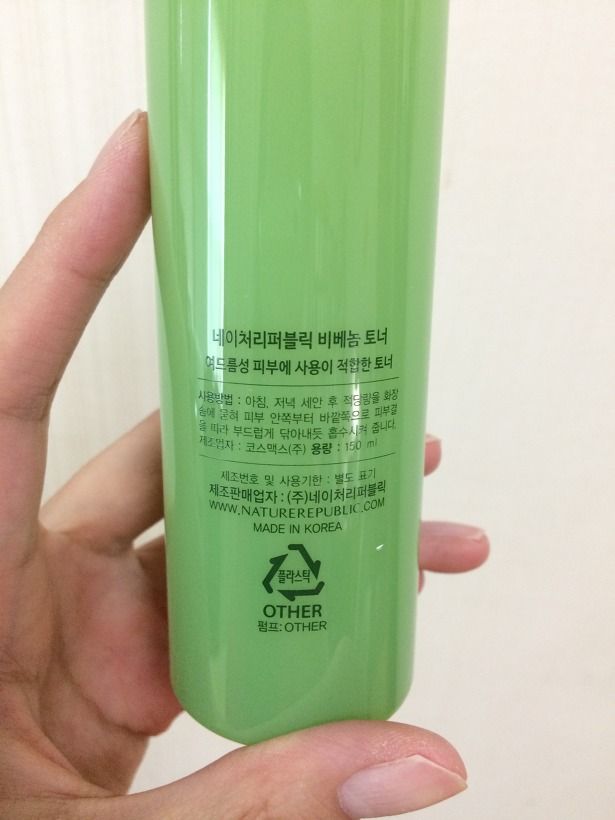 네이처리퍼블릭 비베놈 토너
여드름성 피부에 사용이 적합한 토너
사용방법 : 아침, 저녁 세안 후 적당량을 화장
솜에 묻혀 피부 안쪽부터 바깥쪽으로 피부결
을 따라 부드럽게 닦아내듯 흡수시켜 줍니다.
제조업자 : 코스맥스(주) 용량 : 150 ml
제조번호 및 사용기한 : 별도 표기
제조판매업자 : (주)네이처리퍼블릭
WWW.NATUREREPUBLIC.COM
MADE IN KOREA
플라스틱
OTHER
펌프: OTHER